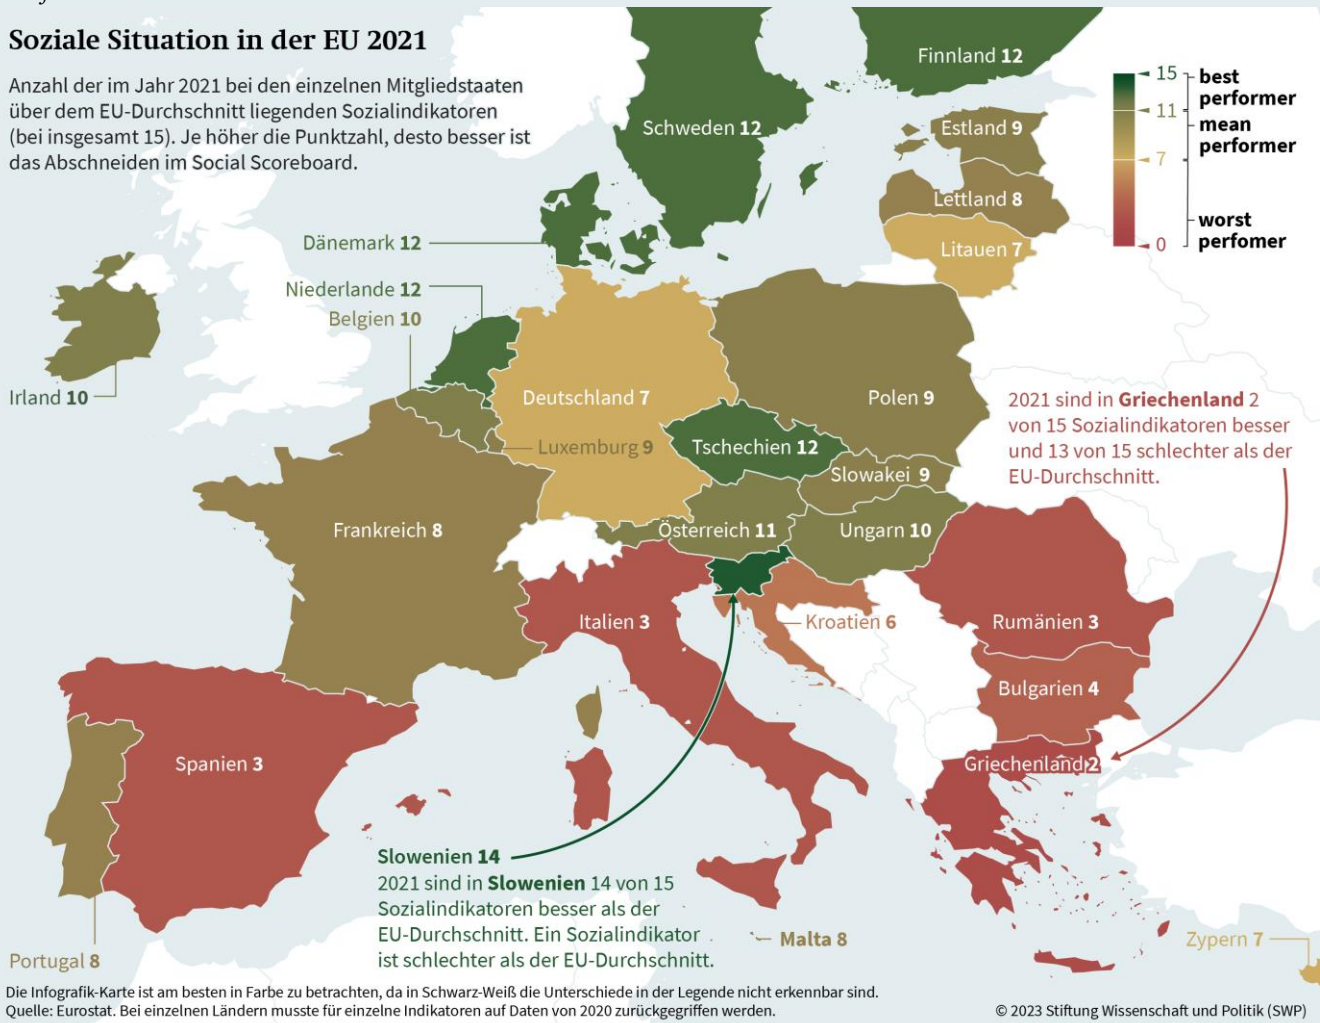 Soziale Situation in der EU 2021
Anzahl der im Jahr 2021 bei den einzelnen Mitgliedstaaten
über dem EU-Durchschnitt liegenden Sozialindikatoren
(bei insgesamt 15). Je höher die Punktzahl, desto besser ist
das Abschneiden im Social Scoreboard.
Finnland 12
15
best
performer
11
mean
performer
7
worst
perfomer
0
Schweden 12
Estland 9
Lettland 8
Litauen 7
Dänemark 12
Niederlande 12
Belgien 10
Irland 10
Deutschland 7
Polen 9
Luxemburg 9
Tschechien 12
Slowakei 9
2021 sind in Griechenland 2
von 15 Sozialindikatoren besser
und 13 von 15 schlechter als der
EU-Durchschnitt.
Frankreich 8
Österreich 11
Ungarn 10
Italien 3
Kroatien 6
Rumänien 3
Bulgarien 4
Spanien 3
Griechenland 2
Slowenien 14
2021 sind in Slowenien 14 von 15
Sozialindikatoren besser als der
EU-Durchschnitt. Ein Sozialindikator
ist schlechter als der EU-Durchschnitt.
Malta 8
Zypern 7
Portugal 8
Die Infografik-Karte ist am besten in Farbe zu betrachten, da in Schwarz-Weiß die Unterschiede in der Legende nicht erkennbar sind.
Quelle: Eurostat. Bei einzelnen Ländern musste für einzelne Indikatoren auf Daten von 2020 zurückgegriffen werden.
© 2023 Stiftung Wissenschaft und Politik (SWP)